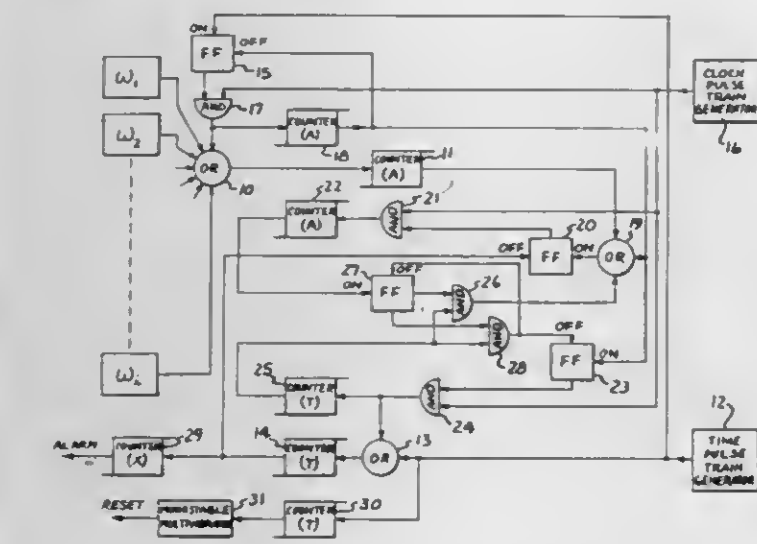 ON
FF
OFF
15
ω₁
CLOCK
PULSE
TRAIN
GENERATOR
16
AND
17
ω₂
COUNTER
(A)
18
COUNTER
(A)
11
OR
10
22
COUNTER
(A)
AND
21
20
19
OFF
FF
ON
OR
27
OFF
ON
FF
AND
26
AND
28
OFF
ON
FF
23
ωᵢ
25
COUNTER
(T)
AND
24
12
TIME
PULSE
TRAIN
GENERATOR
ALARM
29
COUNTER
(X)
14
COUNTER
(T)
13
OR
RESET
31
COUNTER
(T)
30